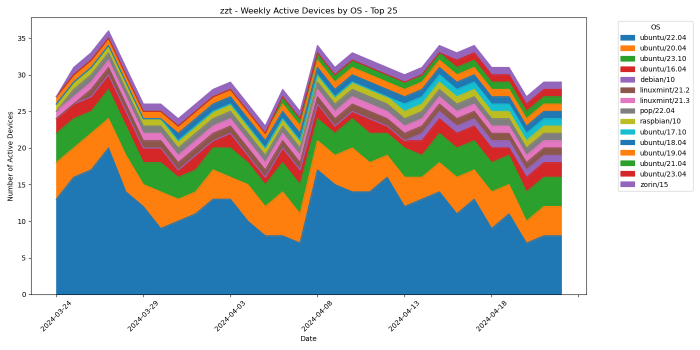 zzt - Weekly Active Devices by OS - Top 25
OS
ubuntu/22.04
ubuntu/20.04
ubuntu/23.10
ubuntu/16.04
debian/10
linuxmint/21.2
linuxmint/21.3
pop/22.04
raspbian/10
ubuntu/17.10
ubuntu/18.04
ubuntu/19.04
ubuntu/21.04
ubuntu/23.04
zorin/15
Number of Active Devices
35
30
25
20
15
10
5
0
2024-03-24
2024-03-29
2024-04-03
2024-04-08
2024-04-13
2024-04-18
Date